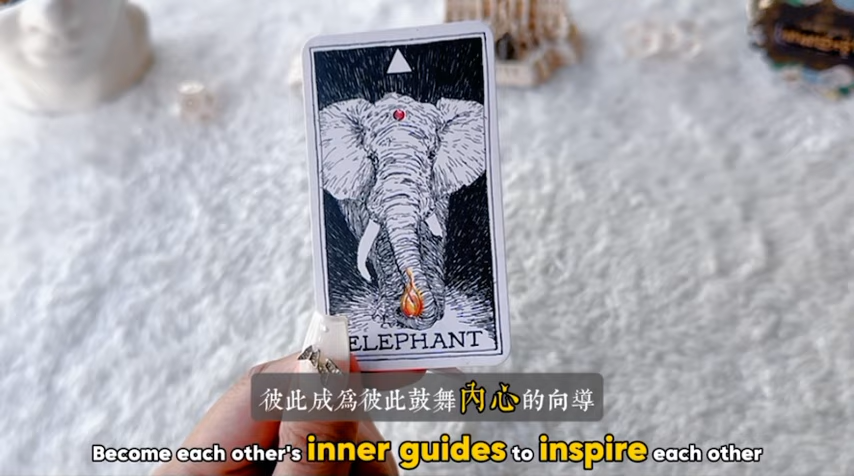 ELEPHANT
彼此成爲彼此鼓舞內心的向導
Become each other's inner guides to inspire each other